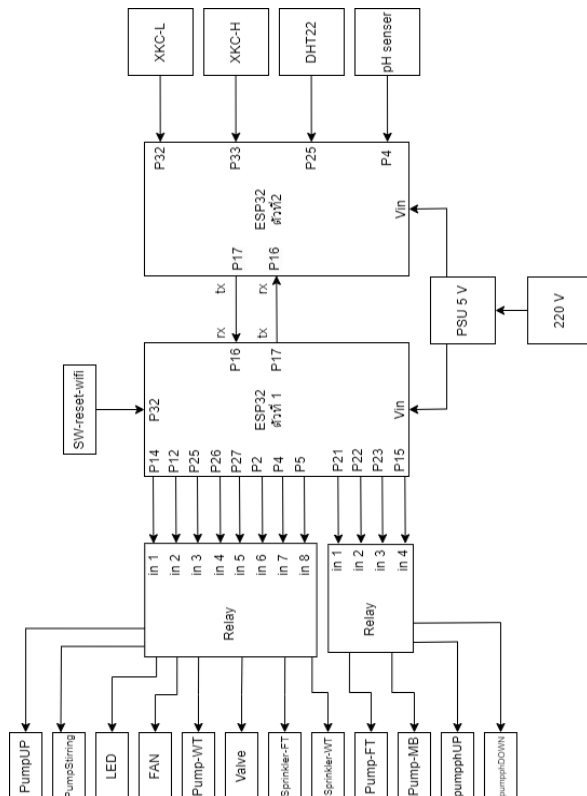 XKC-L
XKC-H
DHT22
pH senser
P32
P33
P25
P4
ESP32
ตัวที่2
Vin
P17
P16
tx
rx
PSU 5 V
220 V
rx
tx
SW-reset-wifi
P32
P16
P17
ESP32
ตัวที่ 1
Vin
P14
P12
P25
P26
P27
P2
P4
P5
P21
P22
P23
P15
in 1
in 2
in 3
in 4
in 5
in 6
in 7
in 8
Relay
in 1
in 2
in 3
in 4
Relay
PumpUP
PumpStirring
LED
FAN
Pump-WT
Valve
Sprinkler-FT
Sprinkler-WT
Pump-FT
Pump-MB
pumpphUP
pumpphDOWN